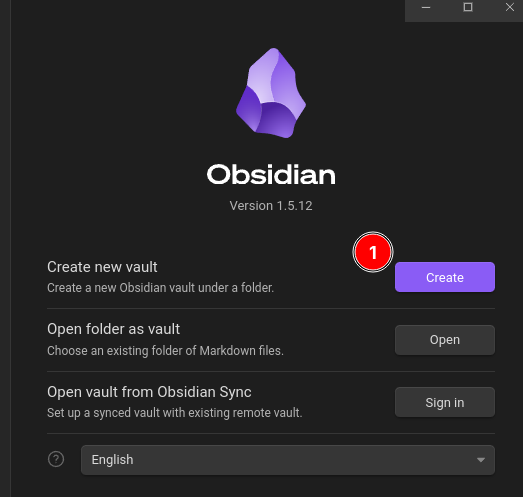 Obsidian
Version 1.5.12
1
Create new vault
Create a new Obsidian vault under a folder.
Create
Open folder as vault
Choose an existing folder of Markdown files.
Open
Open vault from Obsidian Sync
Set up a synced vault with existing remote vault.
Sign in
?
English